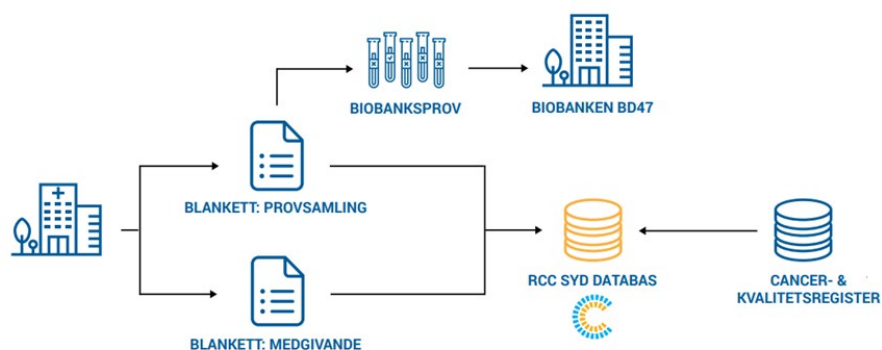 BIOBANKSPROV
BIOBANKEN BD47
BLANKETT: PROVSAMLING
RCC SYD DATABAS
CANCER- &
KVALITETSREGISTER
BLANKETT: MEDGIVANDE